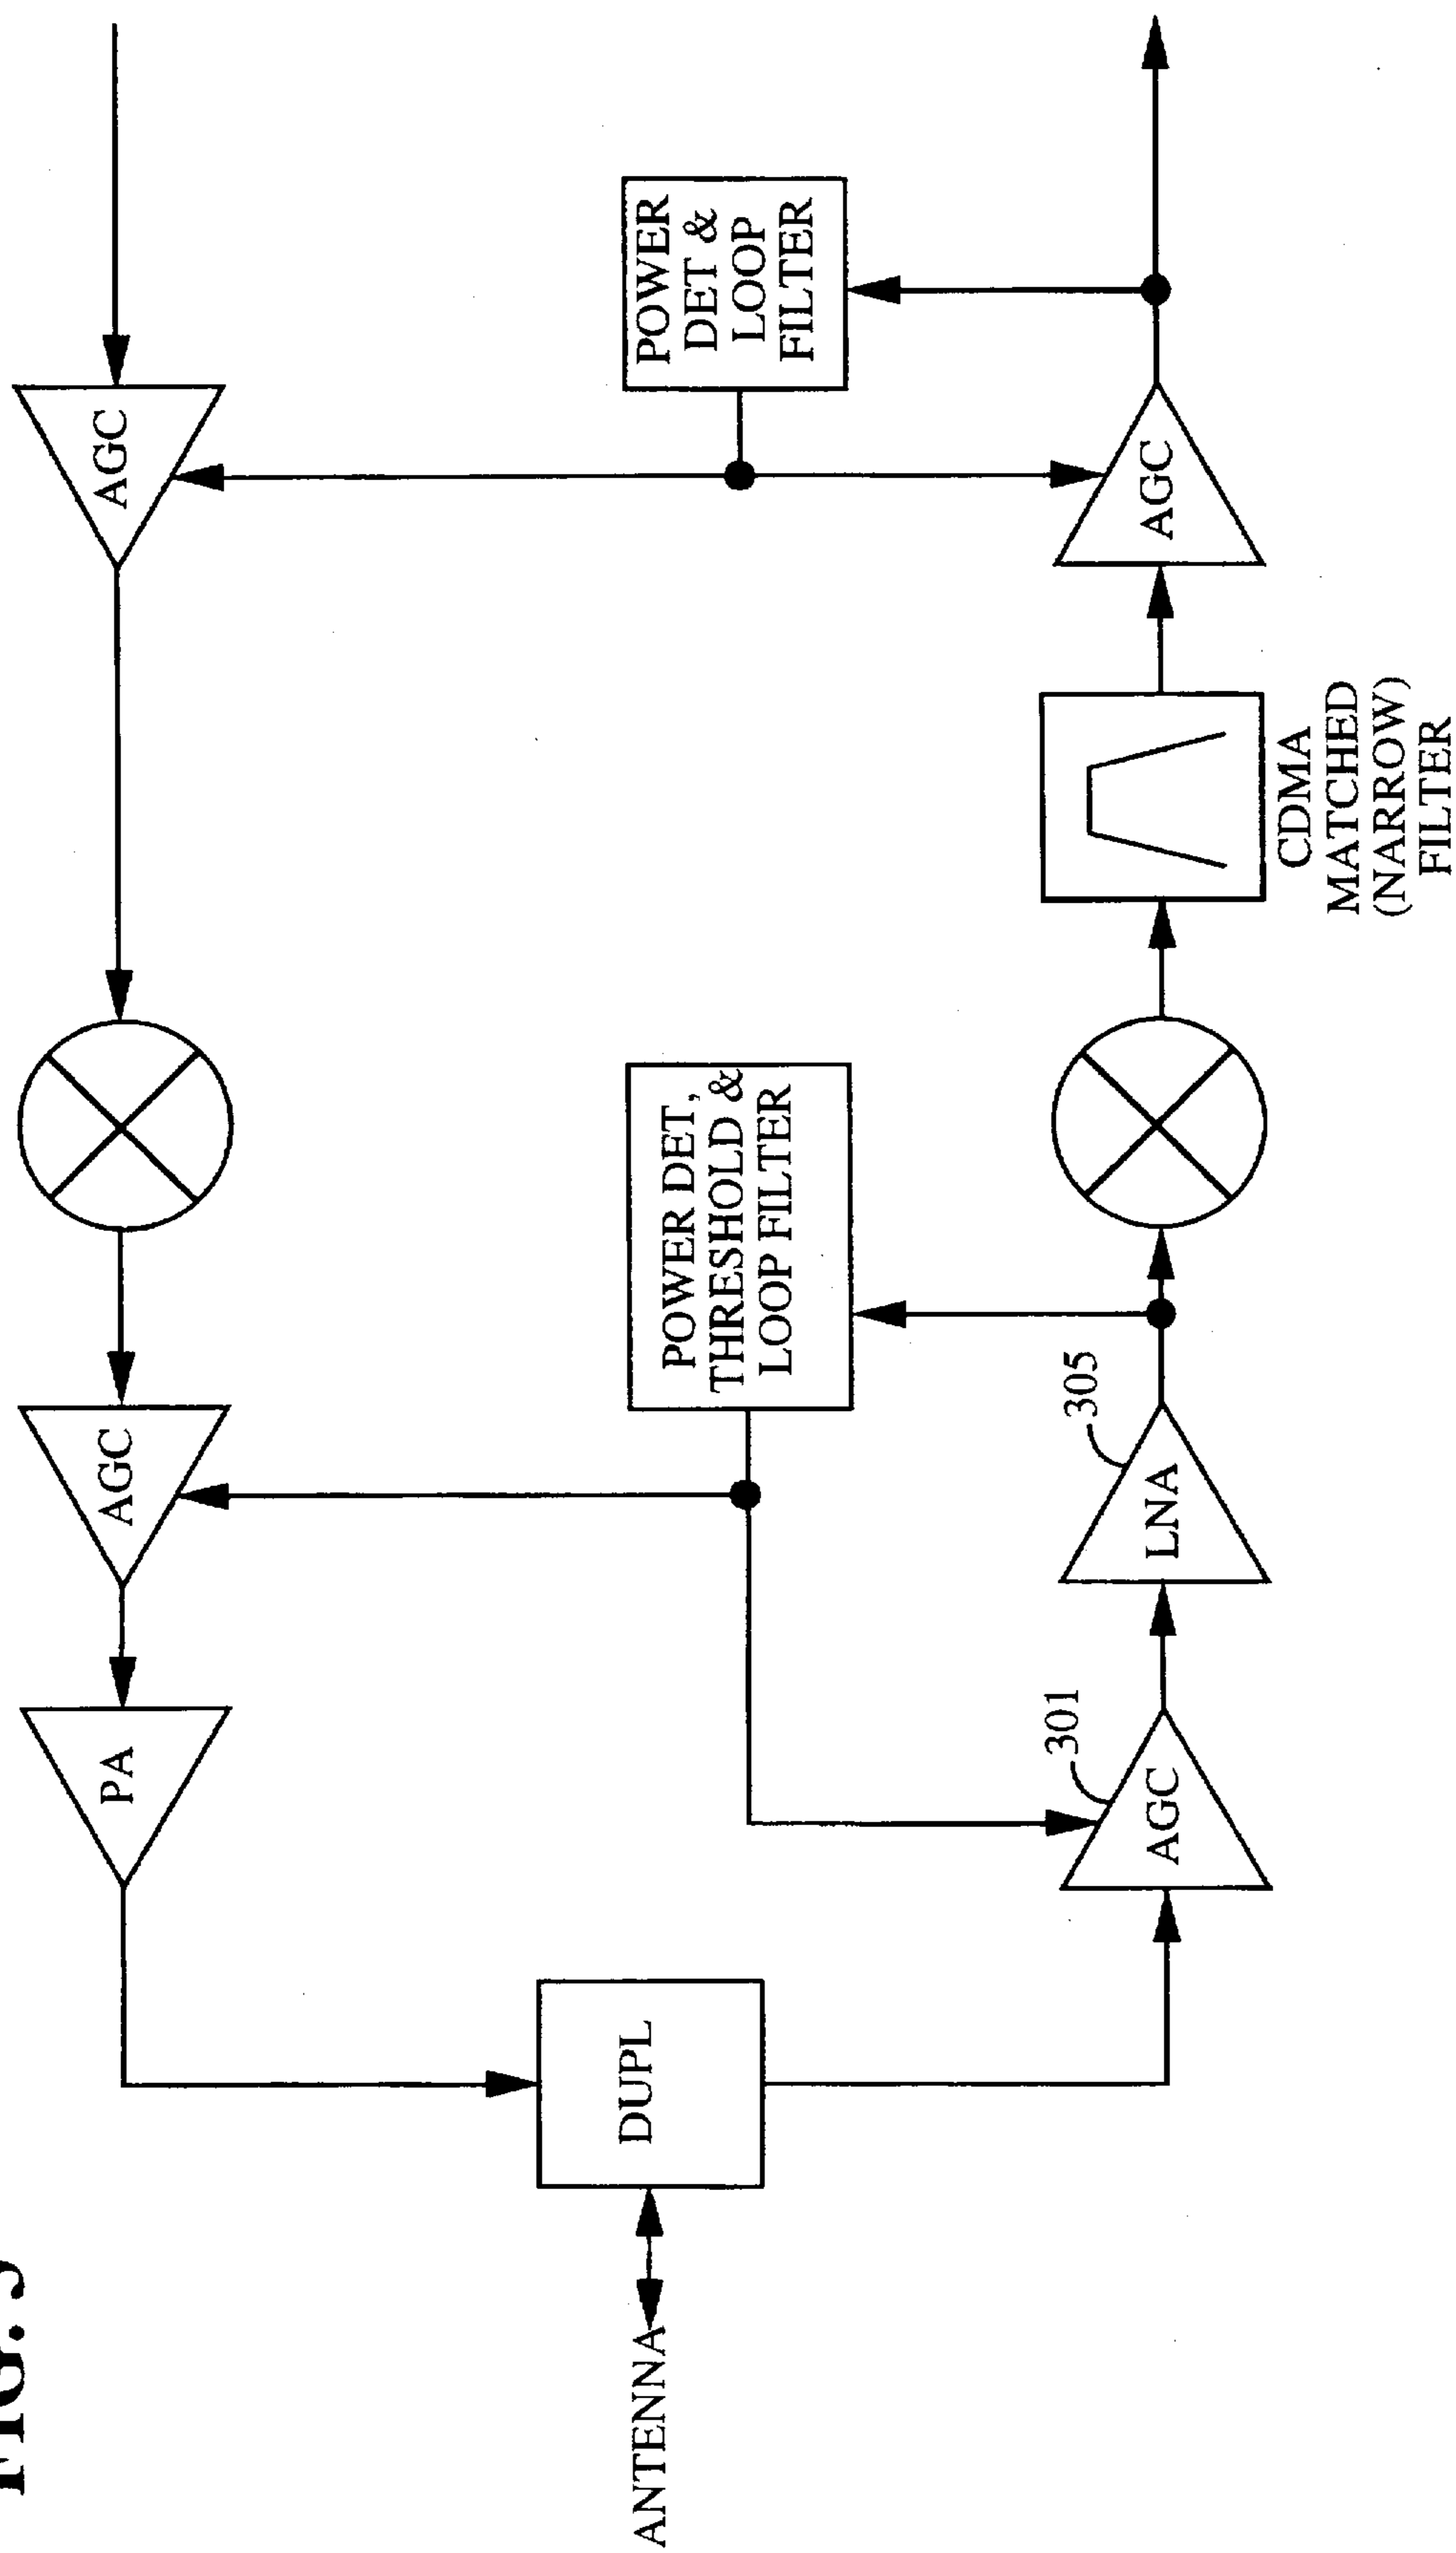 FIG.
PA
AGC
AGC
ANTENNA
DUPL
POWER DET,
THRESHOLD &
LOOP FILTER
POWER
DET &
LOOP
FILTER
301
AGC
305
LNA
AGC
CDMA
MATCHED
(NARROW)
FILTER